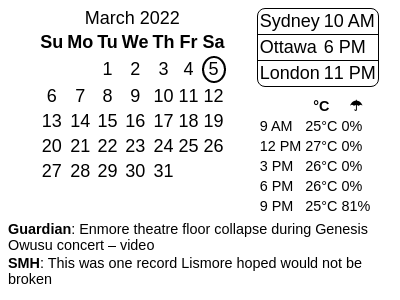 March 2022
Su Mo Tu We Th Fr Sa
1 2 3 4 5
6 7 8 9 10 11 12
13 14 15 16 17 18 19
20 21 22 23 24 25 26
27 28 29 30 31
Sydney 10 AM
Ottawa 6 PM
London 11 PM
°C ☂
9 AM 25°C 0%
12 PM 27°C 0%
3 PM 26°C 0%
6 PM 26°C 0%
9 PM 25°C 81%
Guardian: Enmore theatre floor collapse during Genesis
Owusu concert – video
SMH: This was one record Lismore hoped would not be
broken